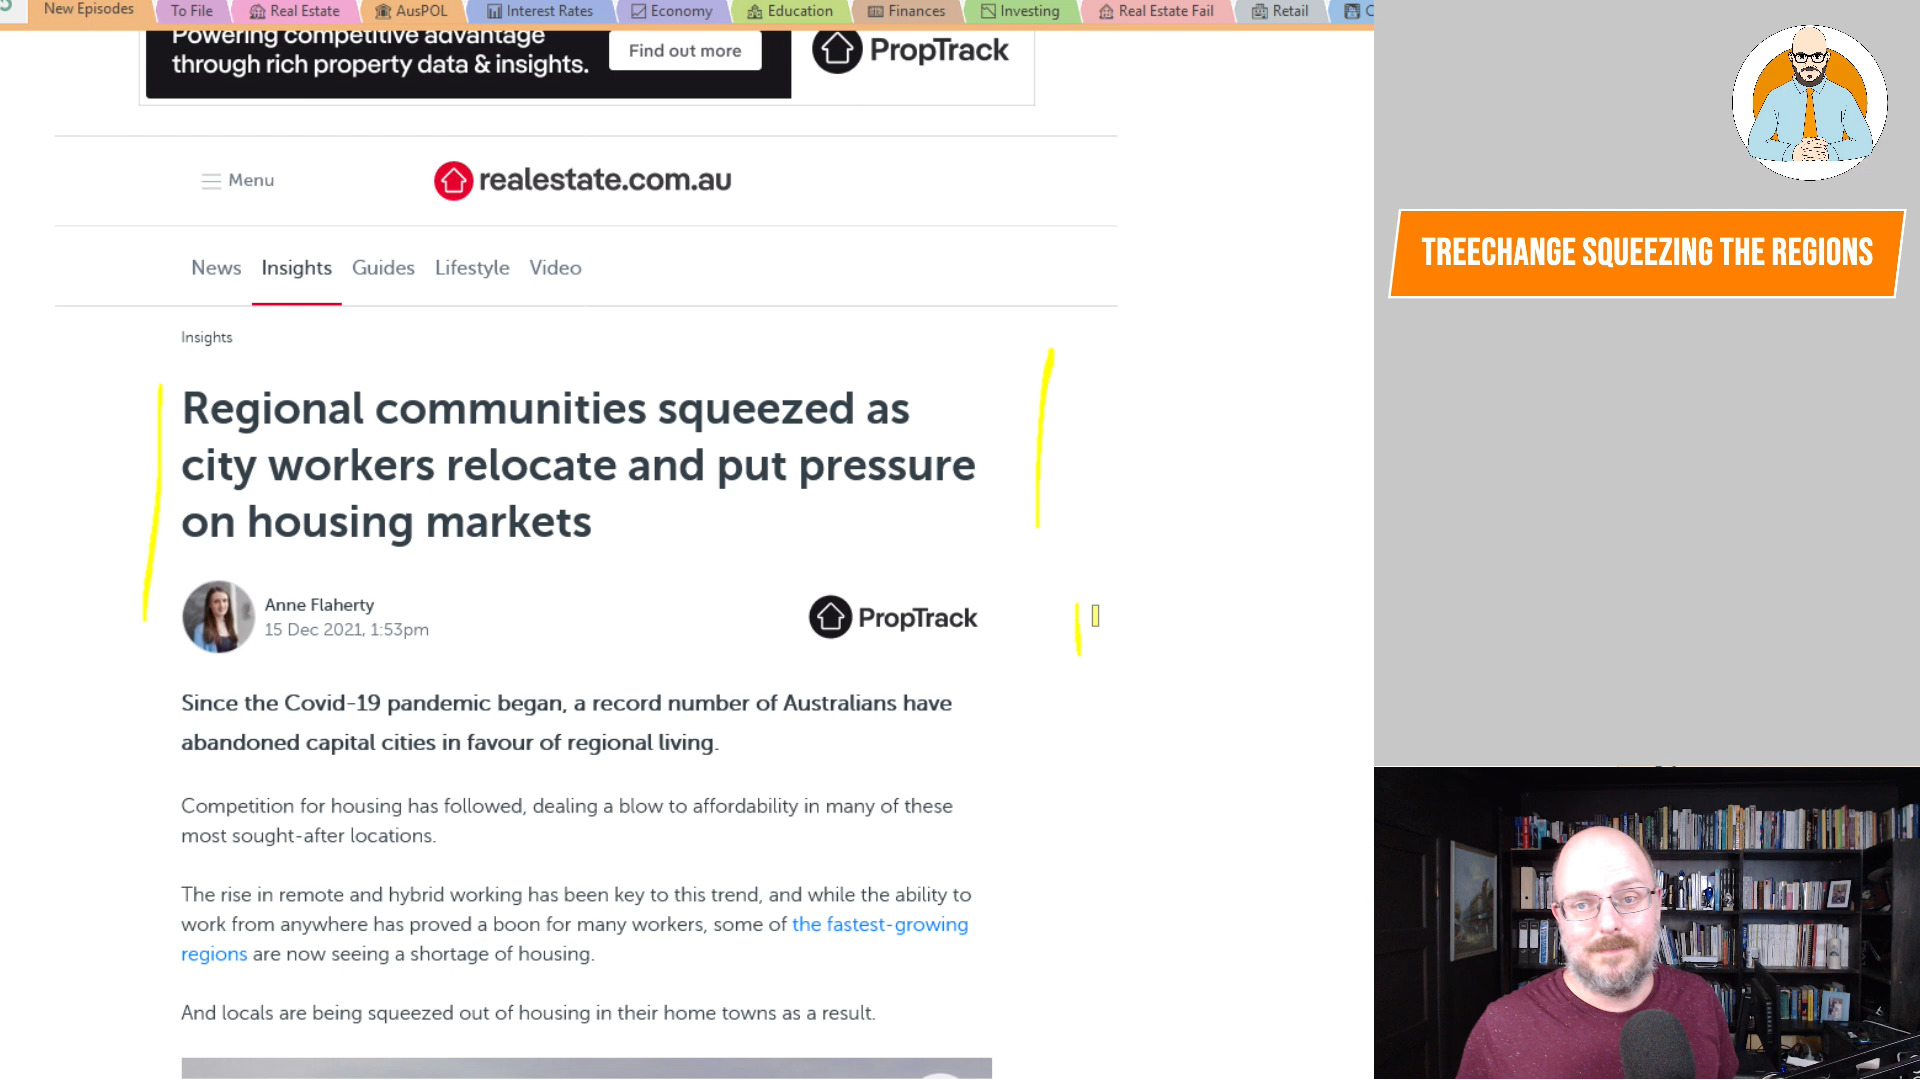 New Episodes
To File
Real Estate
AusPOL
Interest Rates
Economy
Education
Finances
Investing
Real Estate Fail
Retail
Powering competitive advantage
through rich property data & insights.
Find out more
PropTrack
Menu
realestate.com.au
TREECHANGE SQUEEZING THE REGIONS
News Insights Guides Lifestyle Video
Insights
Regional communities squeezed as
city workers relocate and put pressure
on housing markets
Anne Flaherty
15 Dec 2021, 1:53pm
PropTrack
Since the Covid-19 pandemic began, a record number of Australians have
abandoned capital cities in favour of regional living.
Competition for housing has followed, dealing a blow to affordability in many of these
most sought-after locations.
The rise in remote and hybrid working has been key to this trend, and while the ability to
work from anywhere has proved a boon for many workers, some of the fastest-growing
regions are now seeing a shortage of housing.
And locals are being squeezed out of housing in their home towns as a result.